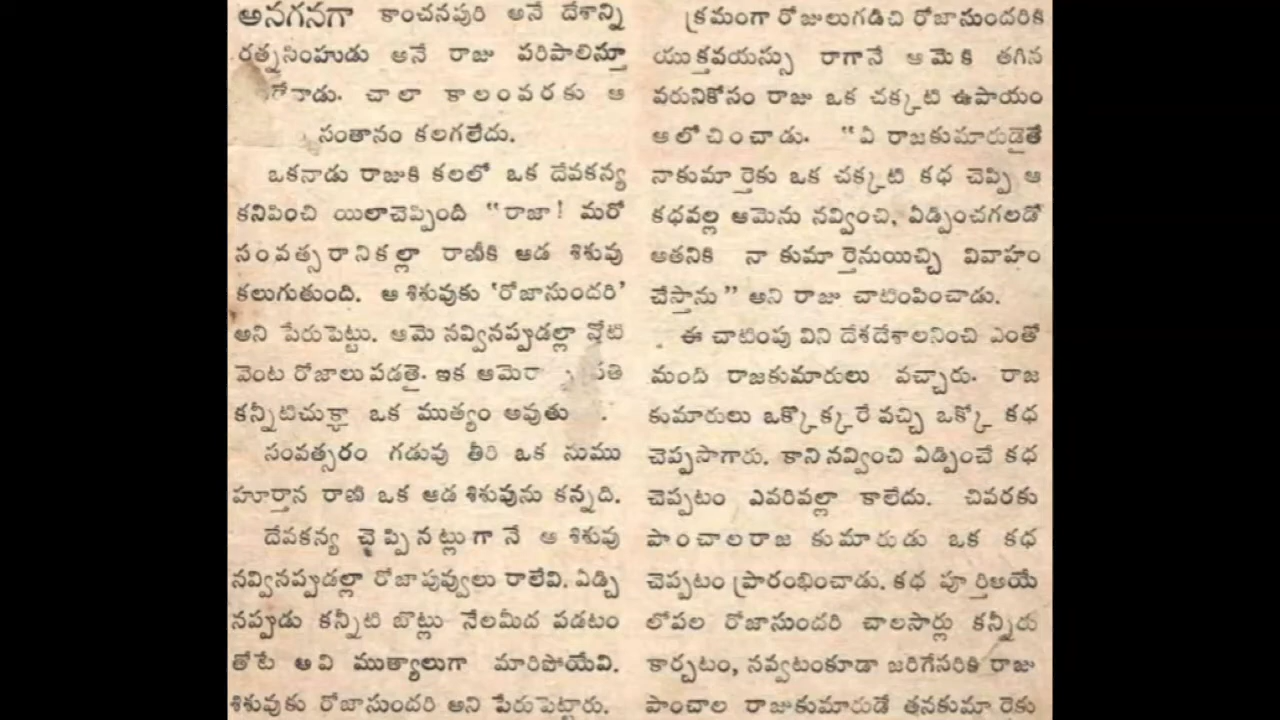 అనగనగా కాంచనపురి అనే దేశాన్ని
రత్నసింహుడు అనే రాజు పరిపాలిస్తూ
చాలా కాలంవరకు ఆ
సంతానం కలగలేదు.
ఒకనాడు రాజుకి కలలో ఒక దేవకన్య
కనిపించి యిలాచెప్పింది "రాజా! మరో
సంవత్సరానికల్లా రాణీకి ఆడ శిశువు
కలుగుతుంది. ఆ శిశువుకు 'రోజాసుందరి'
అని పేరుపెట్టు. ఆమె నవ్వినప్పుడల్లా నోటి
వెంట రోజాలు పడతై. ఇక ఆమె
కన్నీటిచుక్కా ఒక ముత్యం అవుతు
సంవత్సరం గడువు తీరి ఒక సుము
హూర్తాన రాణి ఒక ఆడ శిశువును కన్నది.
దేవకన్య చెప్పినట్లుగానే ఆ శిశువు
నవ్వినప్పుడల్లా రోజాపువ్వులు రాలేవి. ఏడ్చి
నప్పుడు కన్నీటి బొట్లు నేలమీద పడటం
తోటే అవి ముత్యాలుగా మారిపోయేవి.
శిశువుకు రోజాసుందరి అని పేరుపెట్టారు.
క్రమంగా రోజులుగడిచి రోజాసుందరికి
యుక్తవయస్సు రాగానే ఆమెకి తగిన
వరునికోసం రాజు ఒక చక్కటి ఉపాయం
ఆలోచించాడు. "ఏ రాజకుమారుడైతే
నాకుమార్తెకు ఒక చక్కటి కథ చెప్పి ఆ
కథవల్ల ఆమెను నవ్వించి, ఏడ్పించగలడో
అతనికి నా కుమార్తెనుయిచ్చి వివాహం
చేస్తాను" అని రాజు చాటింపించాడు.
ఈ చాటింపు విని దేశదేశాలనించి ఎంతో
మంది రాజకుమారులు వచ్చారు. రాజ
కుమారులు ఒక్కొక్కరే వచ్చి ఒక్కో కథ
చెప్పసాగారు. కాని నవ్వించి ఏడ్పించే కథ
చెప్పటం ఎవరివల్లా కాలేదు. చివరకు
పాంచాలరాజ కుమారుడు ఒక కథ
చెప్పటం ప్రారంభించాడు. కథ పూర్తిఅయే
లోపల రోజాసుందరి చాలసార్లు కన్నీరు
కార్చటం, నవ్వటంకూడా జరిగేసరికి రాజు
పాంచాల రాజుకుమారుడే తనకుమార్తెకు